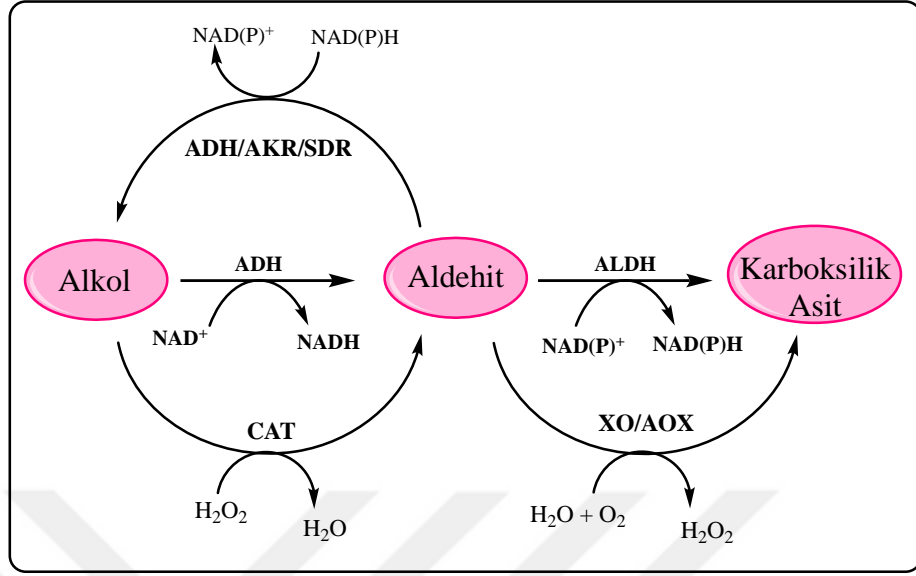 NAD(P)⁺ NAD(P)H
ADH/AKR/SDR
Alkol
ADH
NAD⁺
NADH
Aldehit
ALDH
NAD(P)⁺
NAD(P)H
Karboksilik
Asit
CAT
H₂O₂
H₂O
XO/AOX
H₂O + O₂
H₂O₂